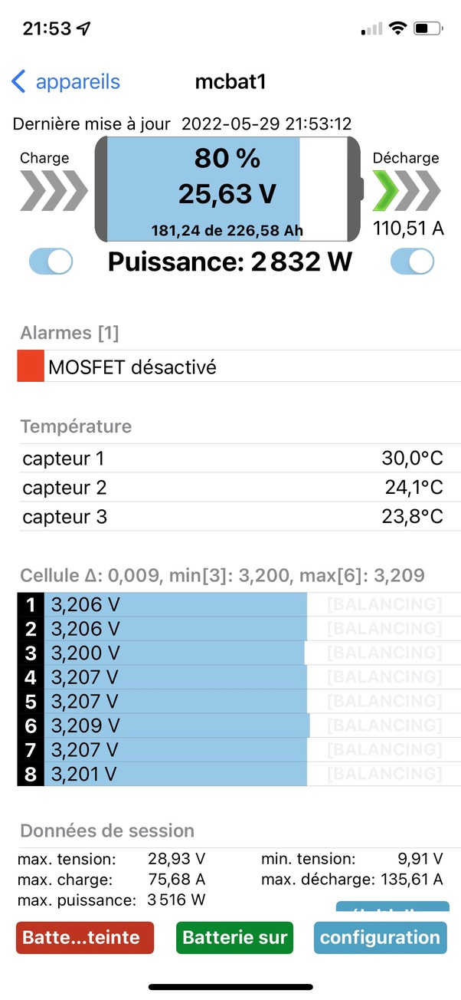 21:53
appareils mcbat1
Dernière mise à jour 2022-05-29 21:53:12
Charge 80 % Décharge
25,63 V
181,24 de 226,58 Ah 110,51 A
Puissance: 2 832 W
Alarmes [1]
MOSFET désactivé
Température
capteur 1 30,0°C
capteur 2 24,1°C
capteur 3 23,8°C
Cellule Δ: 0,009, min[3]: 3,200, max[6]: 3,209
1 3,206 V [BALANCING]
2 3,206 V [BALANCING]
3 3,200 V [BALANCING]
4 3,207 V [BALANCING]
5 3,207 V [BALANCING]
6 3,209 V [BALANCING]
7 3,207 V [BALANCING]
8 3,201 V [BALANCING]
Données de session
max. tension: 28,93 V min. tension: 9,91 V
max. charge: 75,68 A max. décharge: 135,61 A
max. puissance: 3 516 W
Batte...teinte Batterie sur configuration